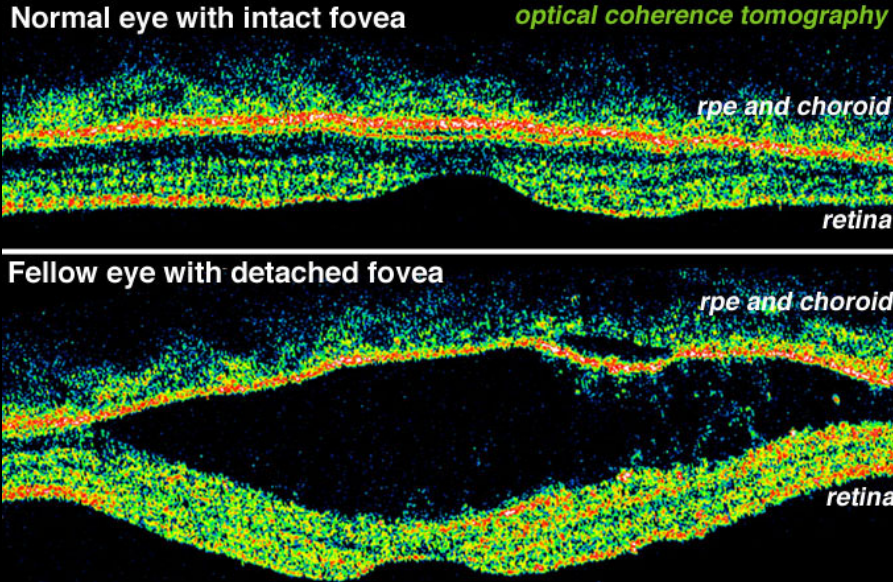 Normal eye with intact fovea
optical coherence tomography
rpe and choroid
retina
Fellow eye with detached fovea
rpe and choroid
retina